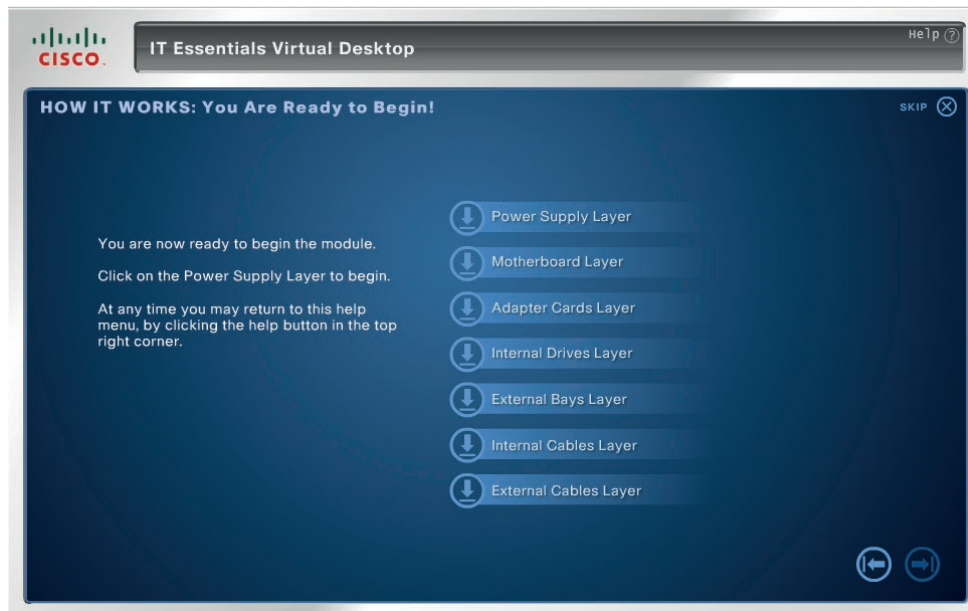 CISCO.
IT Essentials Virtual Desktop
Help ?
HOW IT WORKS: You Are Ready to Begin!
SKIP
You are now ready to begin the module.
Click on the Power Supply Layer to begin.
At any time you may return to this help
menu, by clicking the help button in the top
right corner.
Power Supply Layer
Motherboard Layer
Adapter Cards Layer
Internal Drives Layer
External Bays Layer
Internal Cables Layer
External Cables Layer